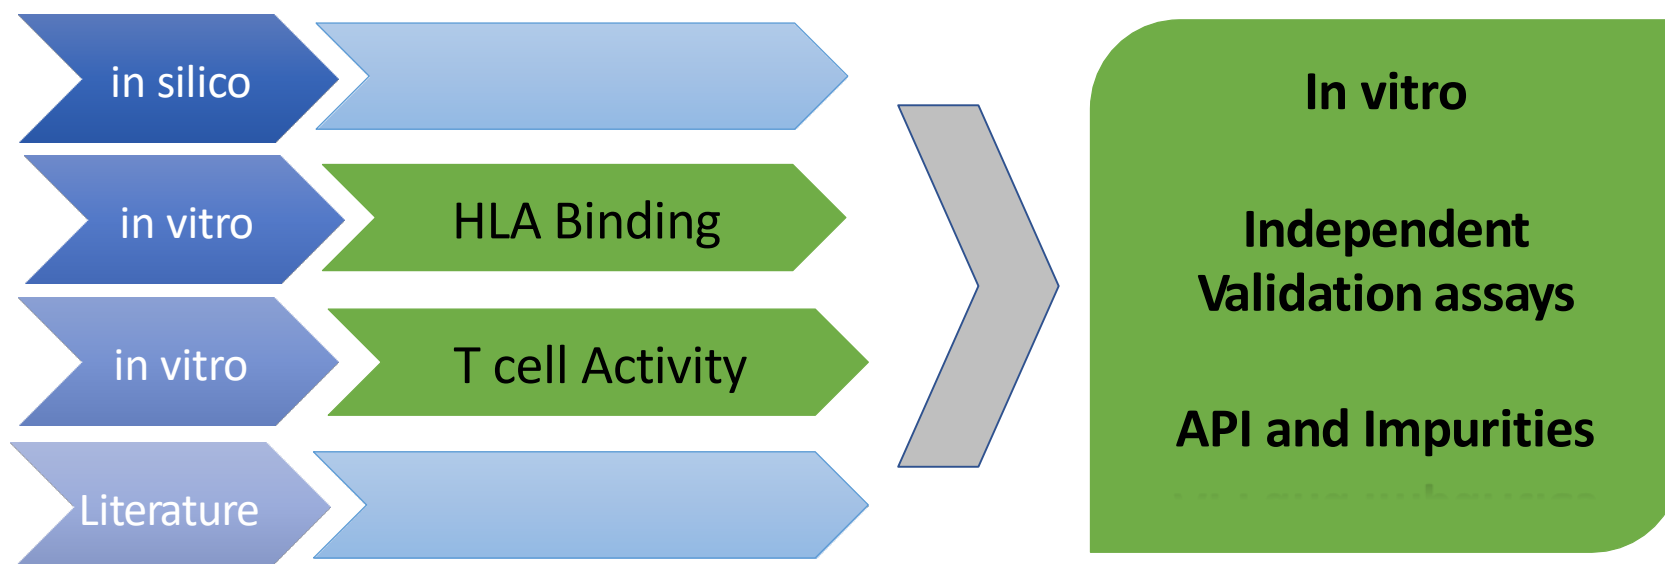 in silico
in vitro
HLA Binding
in vitro
T cell Activity
Literature
In vitro
Independent
Validation assays
API and Impurities